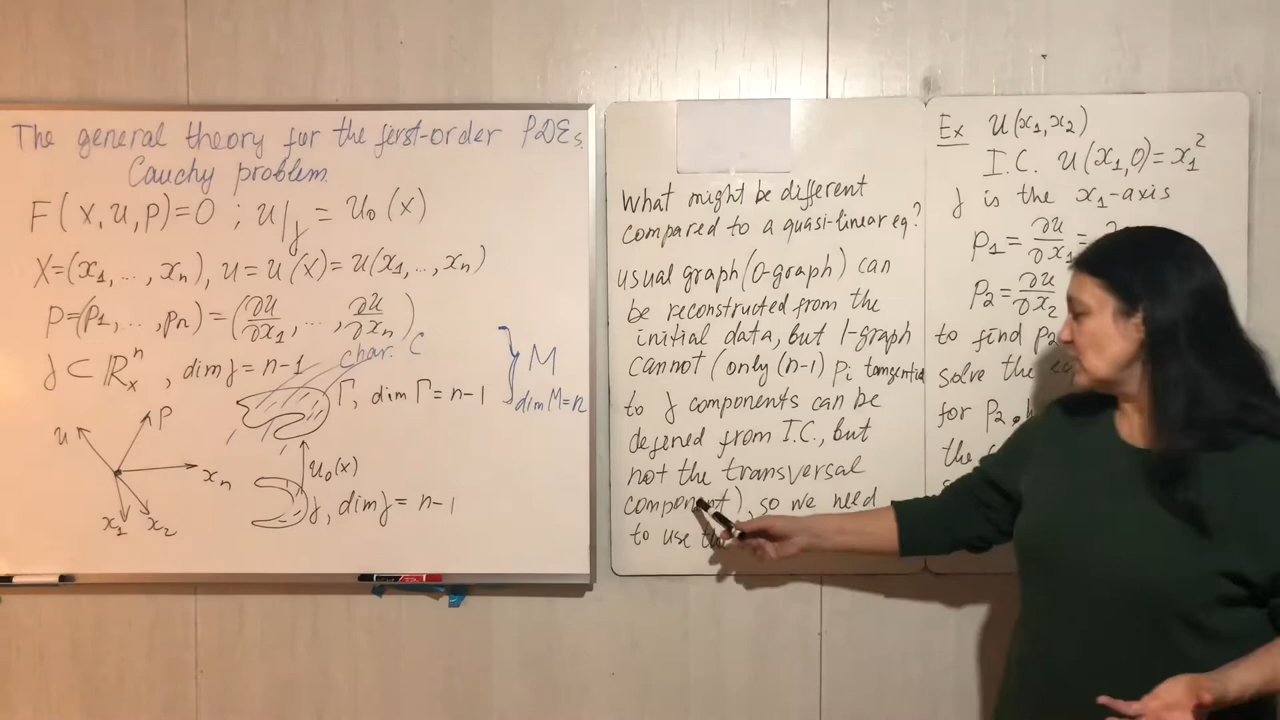 The general theory for the ferst-order PDEs.
Cauchy problem.
F(x,u,p)=0 ; u|γ = u₀(x)
X=(x₁,...,xₙ), u=u(x)=u(x₁,..,xₙ)
p=(p₁,...,pₙ)=(∂u/∂x₁,...,∂u/∂xₙ)
γ⊂ℝⁿₓ, dimγ=n-1
char. C
Γ, dim Γ=n-1
} M
dim M=n
u
p
xₙ
x₁
x₂
u₀(x)
γ, dimγ=n-1
What might be different
compared to a quasi-linear eq?
usual graph (0-graph) can
be reconstructed from the
initial data, but 1-graph
cannot (only (n-1) pi tangential
to γ components can be
defined from I.C., but
not the transversal
component), so we need
to use the
Ex u(x₁,x₂)
I.C. u(x₁,0)=x₁²
γ is the x₁-axis
p₁=∂u/∂x₁=
p₂=∂u/∂x₂
to find p₂
solve the
for p₂,
the